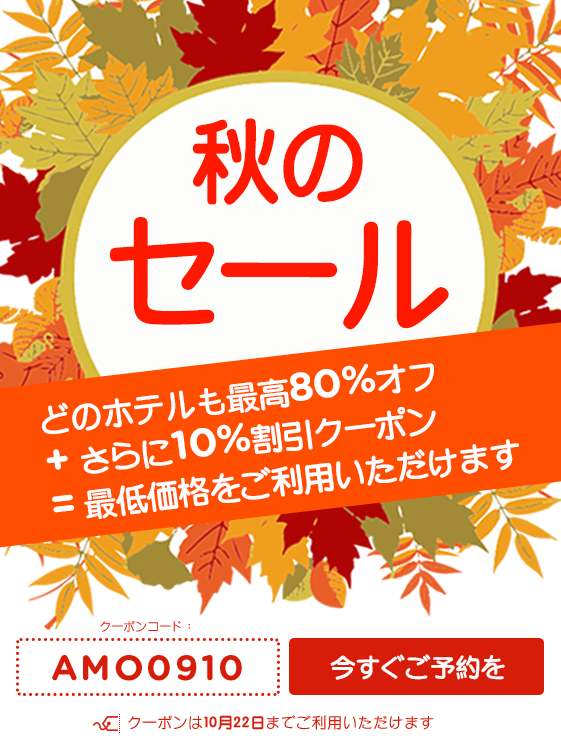 秋の
セール
どのホテルも最高80%オフ
+ さらに10%割引クーポン
= 最低価格をご利用いただけます
クーポンコード：
AMO0910
今すぐご予約を
クーポンは10月22日までご利用いただけます